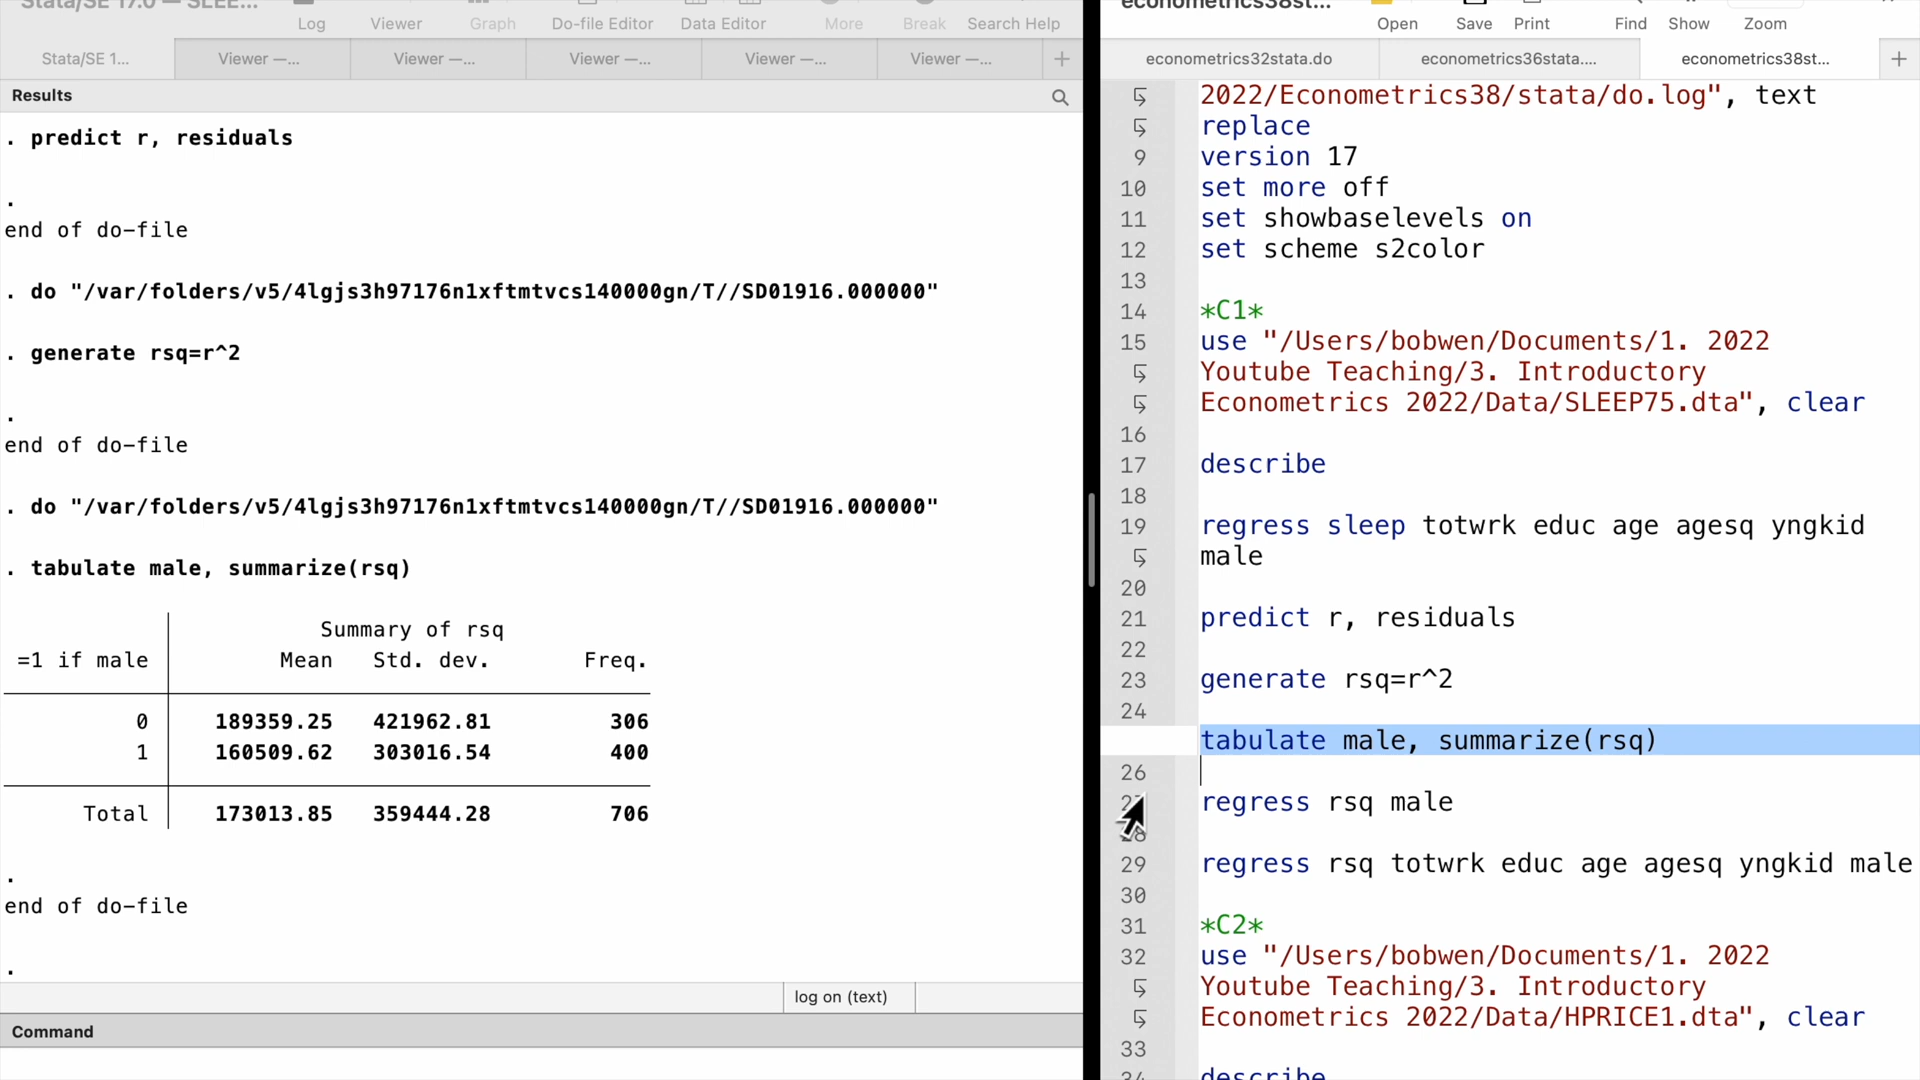 Stata/SE 17.0 — SLEE...
Log
Viewer
Graph
Do-file Editor
Data Editor
More
Break
Search Help
Stata/SE 1...
Viewer —...
Viewer —...
Viewer —...
Viewer —...
Viewer —...
+
Results
. predict r, residuals
.
end of do-file
. do "/var/folders/v5/4lgjs3h97176n1xftmtvcs140000gn/T//SD01916.000000"
. generate rsq=r^2
.
end of do-file
. do "/var/folders/v5/4lgjs3h97176n1xftmtvcs140000gn/T//SD01916.000000"
. tabulate male, summarize(rsq)
Summary of rsq
=1 if male Mean Std. dev. Freq.
0 189359.25 421962.81 306
1 160509.62 303016.54 400
Total 173013.85 359444.28 706
.
end of do-file
.
log on (text)
Command
econometrics38st...
Open
Save
Print
Find
Show
Zoom
econometrics32stata.do
econometrics36stata....
econometrics38st...
+
2022/Econometrics38/stata/do.log", text
replace
9 version 17
10 set more off
11 set showbaselevels on
12 set scheme s2color
13
14 *C1*
15 use "/Users/bobwen/Documents/1. 2022
Youtube Teaching/3. Introductory
Econometrics 2022/Data/SLEEP75.dta", clear
16
17 describe
18
19 regress sleep totwrk educ age agesq yngkid
male
20
21 predict r, residuals
22
23 generate rsq=r^2
24
tabulate male, summarize(rsq)
26
27 regress rsq male
28
29 regress rsq totwrk educ age agesq yngkid male
30
31 *C2*
32 use "/Users/bobwen/Documents/1. 2022
Youtube Teaching/3. Introductory
Econometrics 2022/Data/HPRICE1.dta", clear
33
34 describe